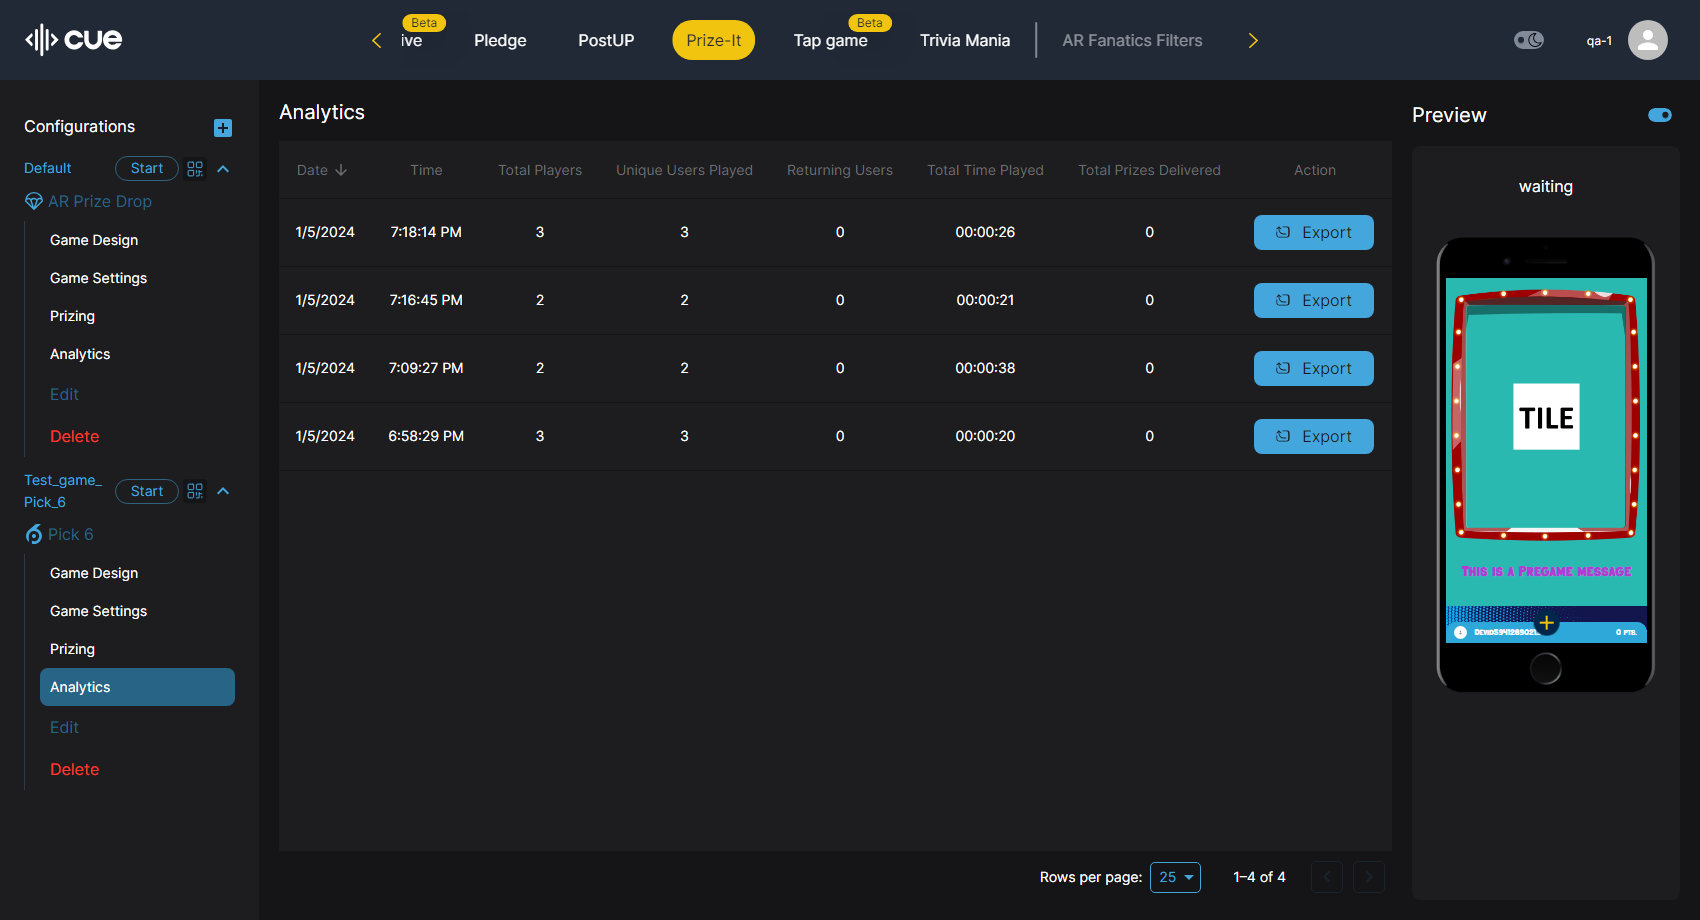 cue
ive
Beta
Pledge
PostUP
Prize-It
Tap game
Beta
Trivia Mania
AR Fanatics Filters
qa-1
Configurations
Default
Start
AR Prize Drop
Game Design
Game Settings
Prizing
Analytics
Edit
Delete
Test_game_
Pick_6
Start
Pick 6
Game Design
Game Settings
Prizing
Analytics
Edit
Delete
Analytics
Date Time Total Players Unique Users Played Returning Users Total Time Played Total Prizes Delivered Action
1/5/2024 7:18:14 PM 3 3 0 00:00:26 0 Export
1/5/2024 7:16:45 PM 2 2 0 00:00:21 0 Export
1/5/2024 7:09:27 PM 2 2 0 00:00:38 0 Export
1/5/2024 6:58:29 PM 3 3 0 00:00:20 0 Export
Rows per page: 25 1–4 of 4
Preview
waiting
TILE
This is a Pregame message
0 pts.